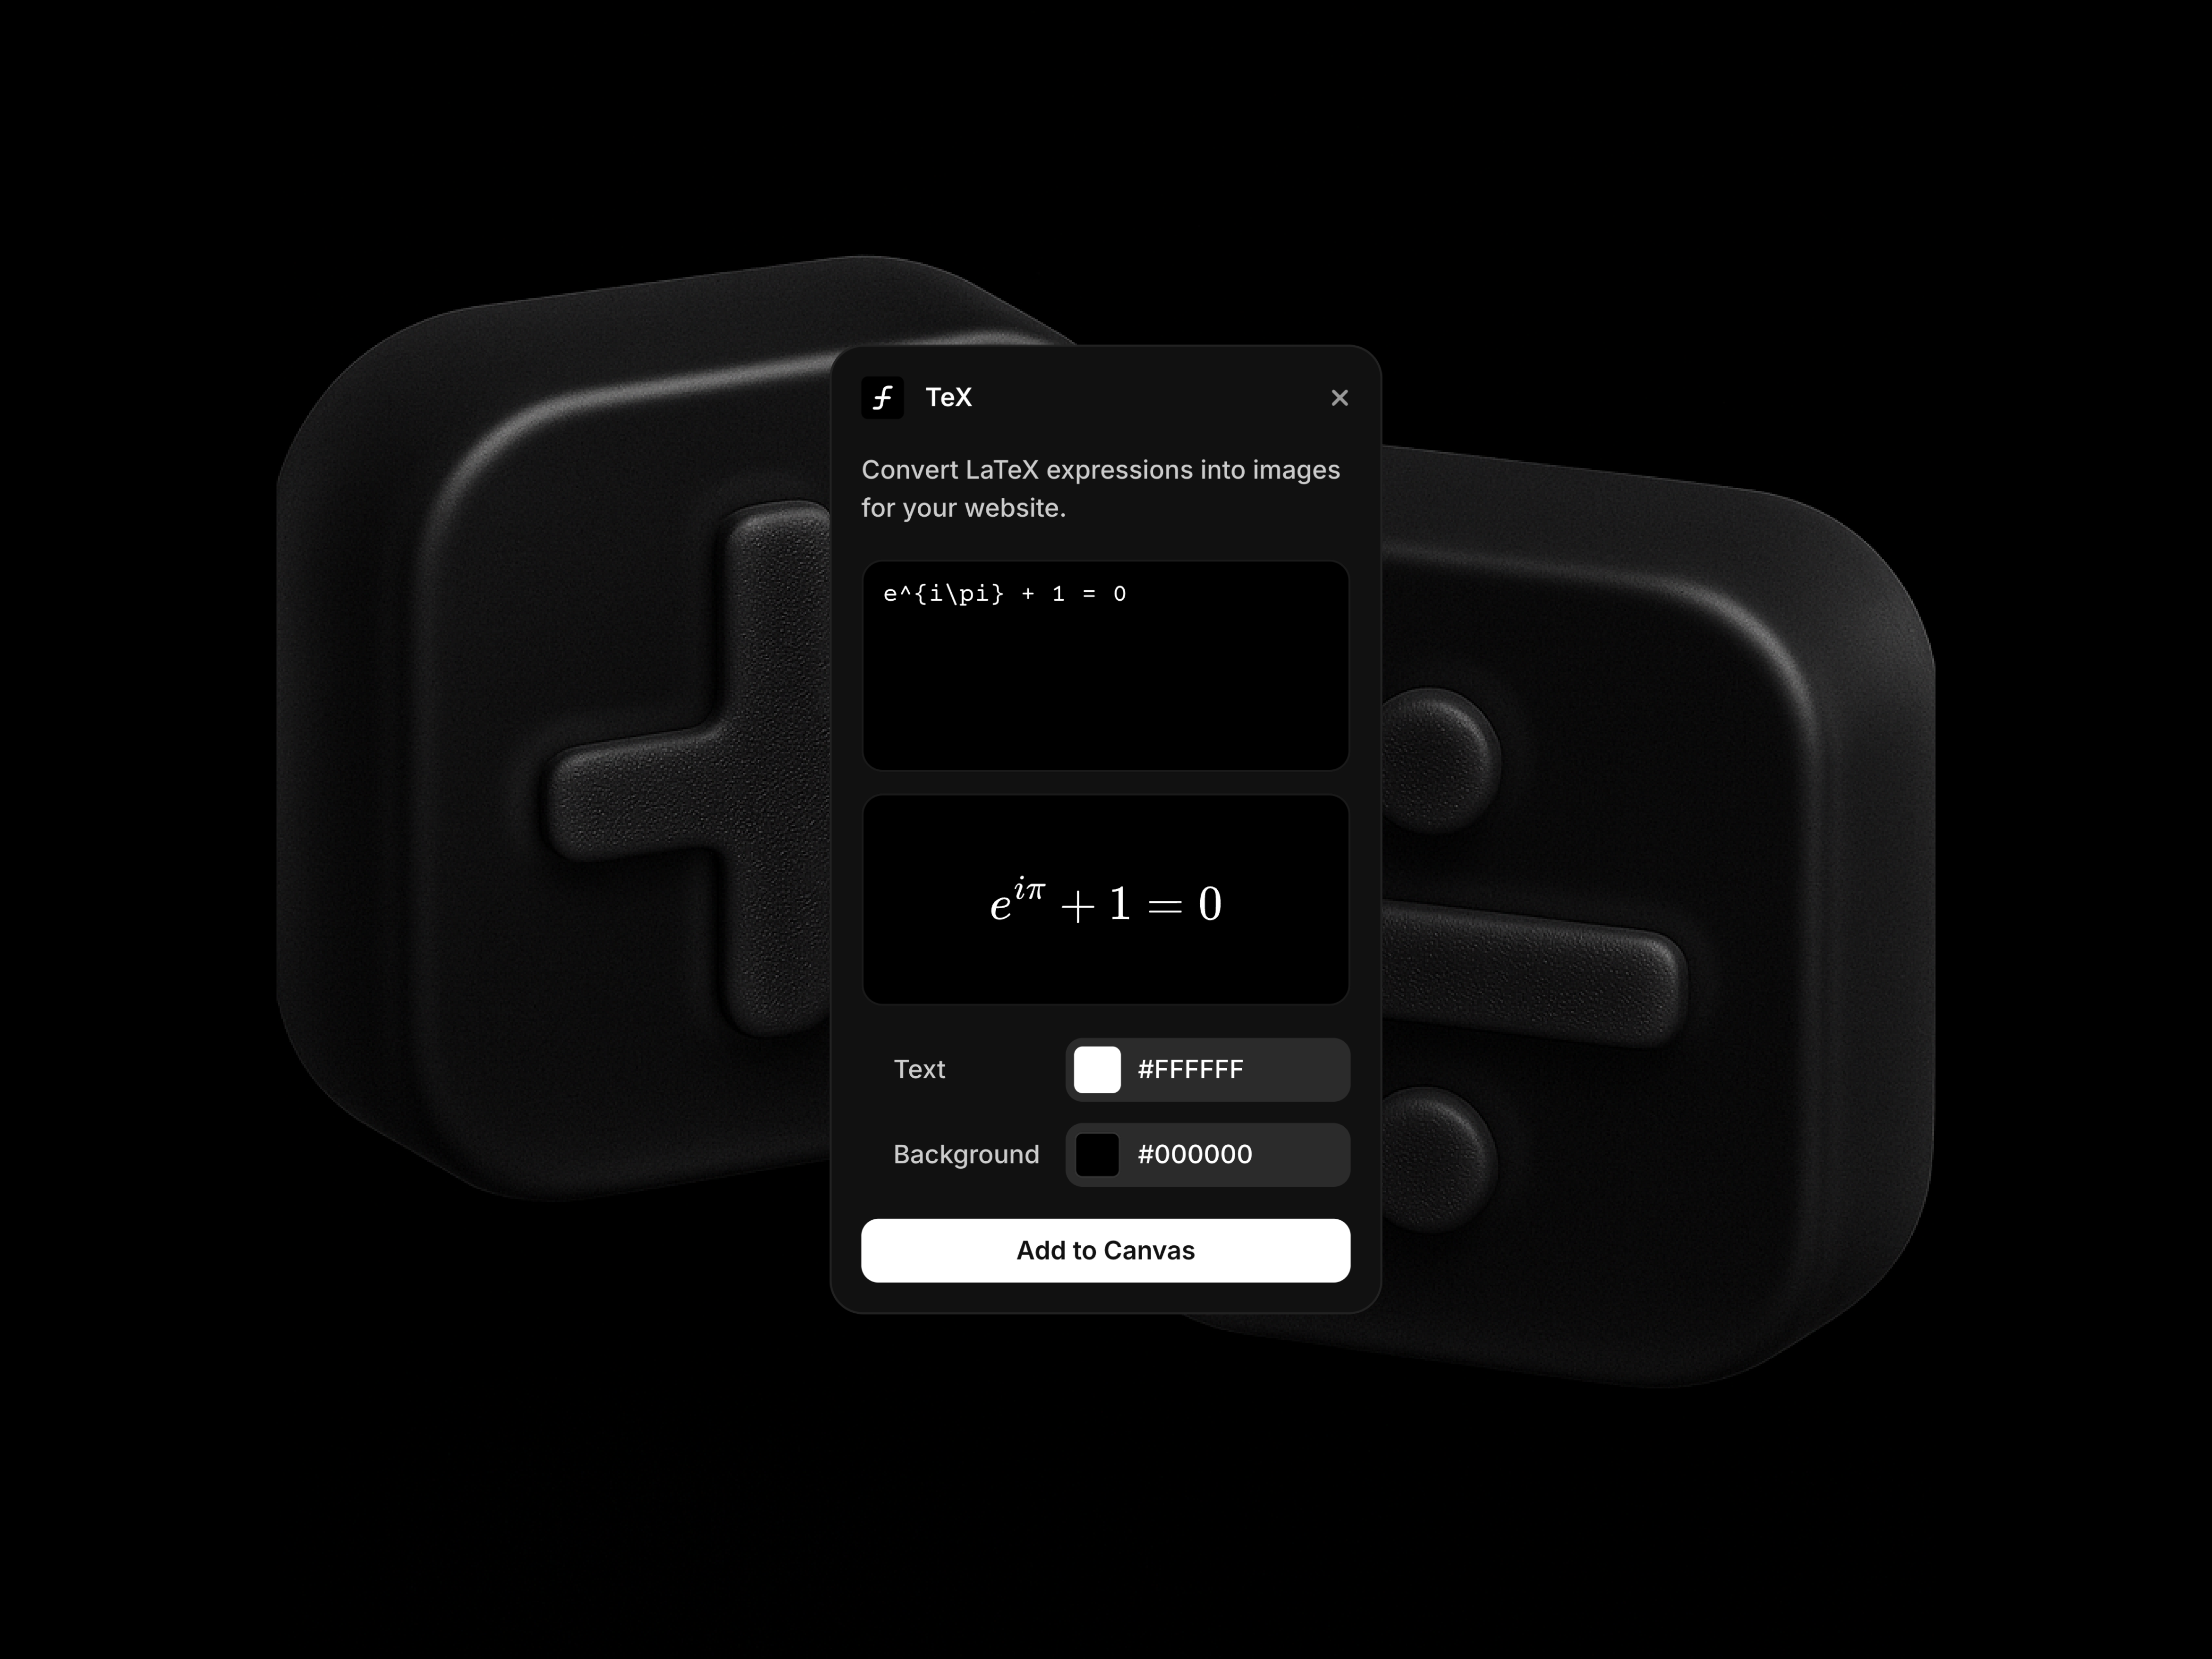 TeX
Convert LaTeX expressions into images
for your website.
e^{i\pi} + 1 = 0
e^{iπ} + 1 = 0
Text #FFFFFF
Background #000000
Add to Canvas